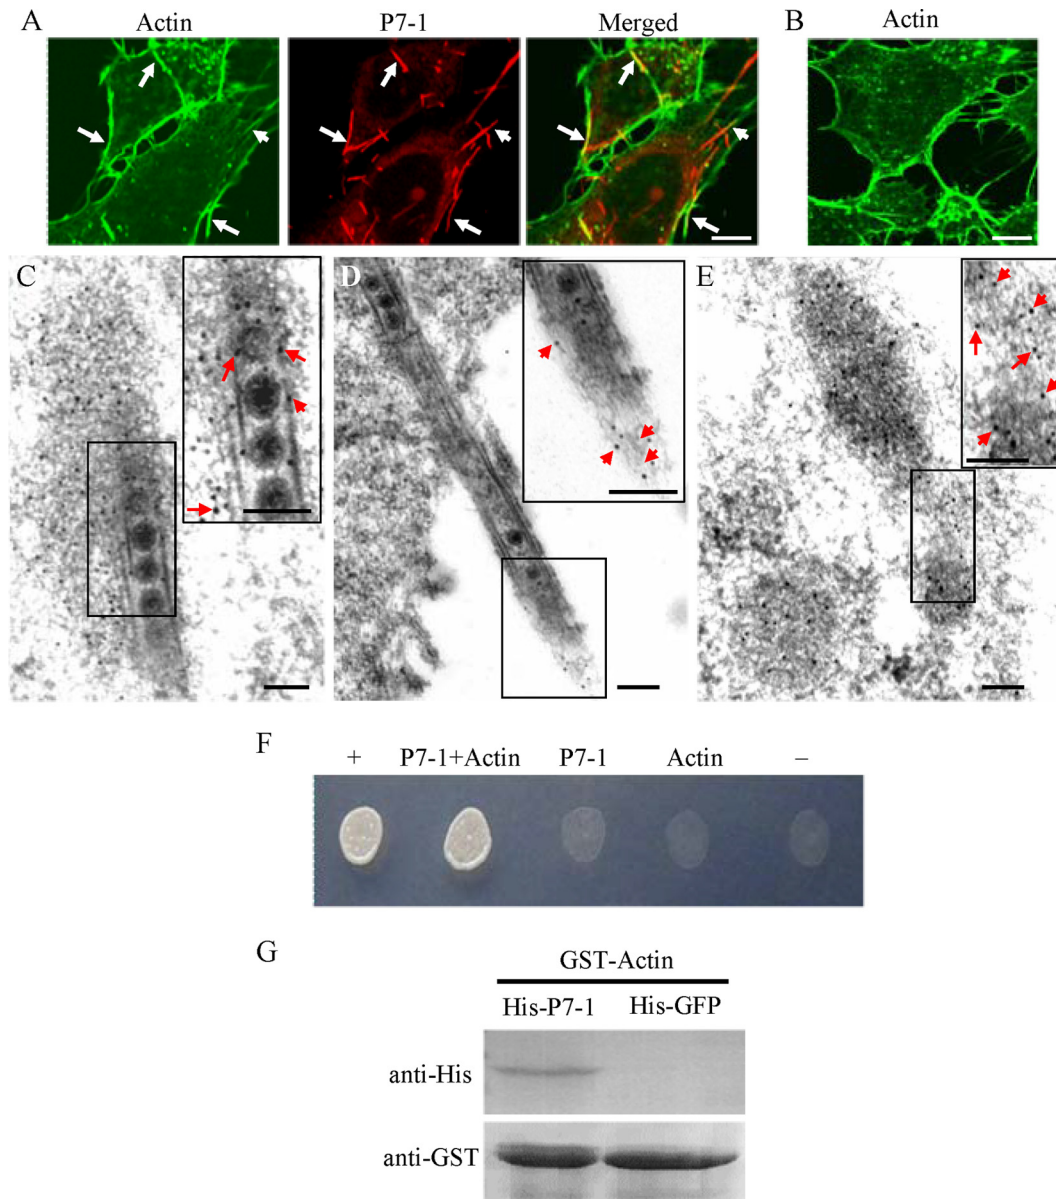 A Actin P7-1 Merged B Actin
C D E
F + P7-1+Actin P7-1 Actin –
G GST-Actin
His-P7-1 His-GFP
anti-His
anti-GST